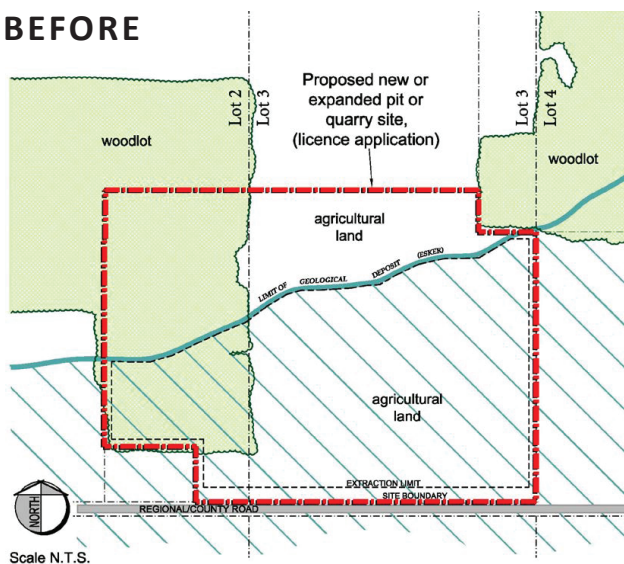 BEFORE
Proposed new or
expanded pit or
quarry site,
(licence application)
Lot 2
Lot 3
Lot 3
Lot 4
woodlot
woodlot
agricultural
land
LIMIT OF GEOLOGICAL DEPOSIT (ESKEK)
agricultural
land
EXTRACTION LIMIT
SITE BOUNDARY
REGIONAL/COUNTY ROAD
NORTH
Scale N.T.S.